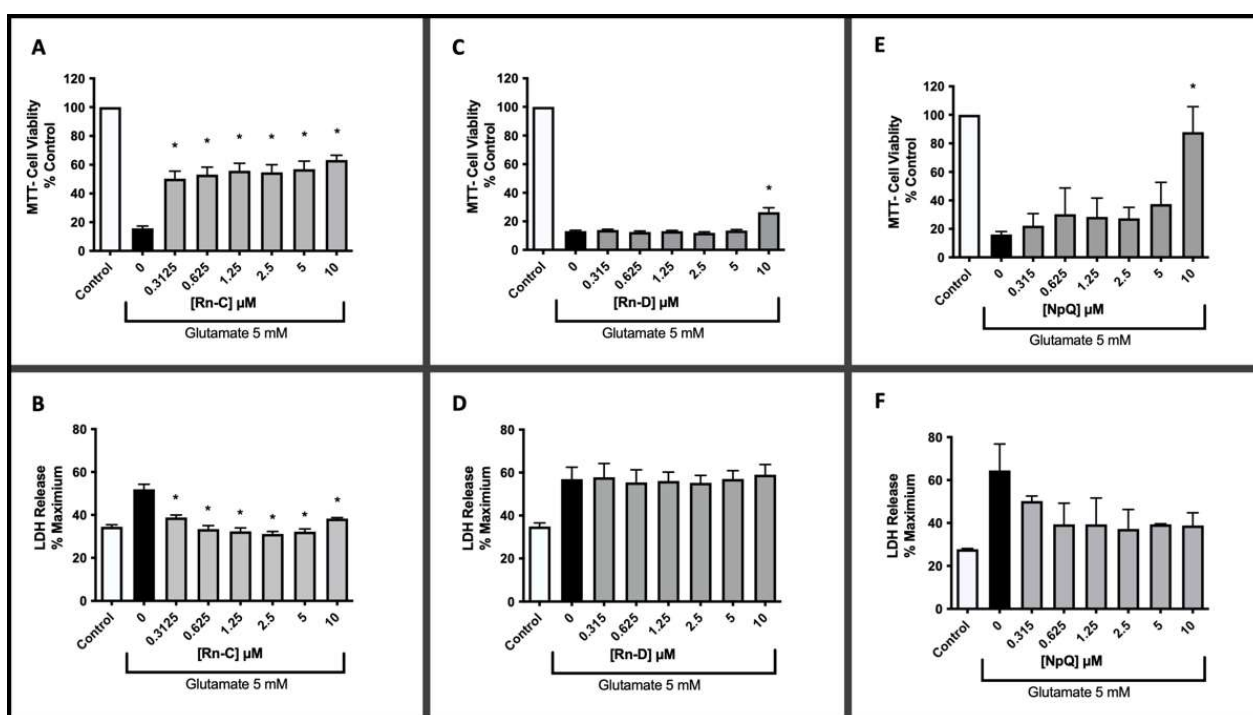 A
MTT- Cell Viablity
% Control
120
100
80
60
40
20
0
* * * * * *
Control 0 0.3125 0.625 1.25 2.5 5 10
[Rn-C] µM
Glutamate 5 mM
C
MTT- Cell Viablity
% Control
120
100
80
60
40
20
0
*
Control 0 0.315 0.625 1.25 2.5 5 10
[Rn-D] µM
Glutamate 5 mM
E
MTT- Cell Viablity
% Control
120
100
80
60
40
20
0
*
Control 0 0.315 0.625 1.25 2.5 5 10
[NpQ] µM
Glutamate 5 mM
B
LDH Release
% Maximium
80
60
40
20
0
* * * * * *
Control 0 0.3125 0.625 1.25 2.5 5 10
[Rn-C] µM
Glutamate 5 mM
D
LDH Release
% Maximium
80
60
40
20
0
Control 0 0.315 0.625 1.25 2.5 5 10
[Rn-D] µM
Glutamate 5 mM
F
LDH Release
% Maximium
80
60
40
20
0
Control 0 0.315 0.625 1.25 2.5 5 10
[NpQ] µM
Glutamate 5 mM